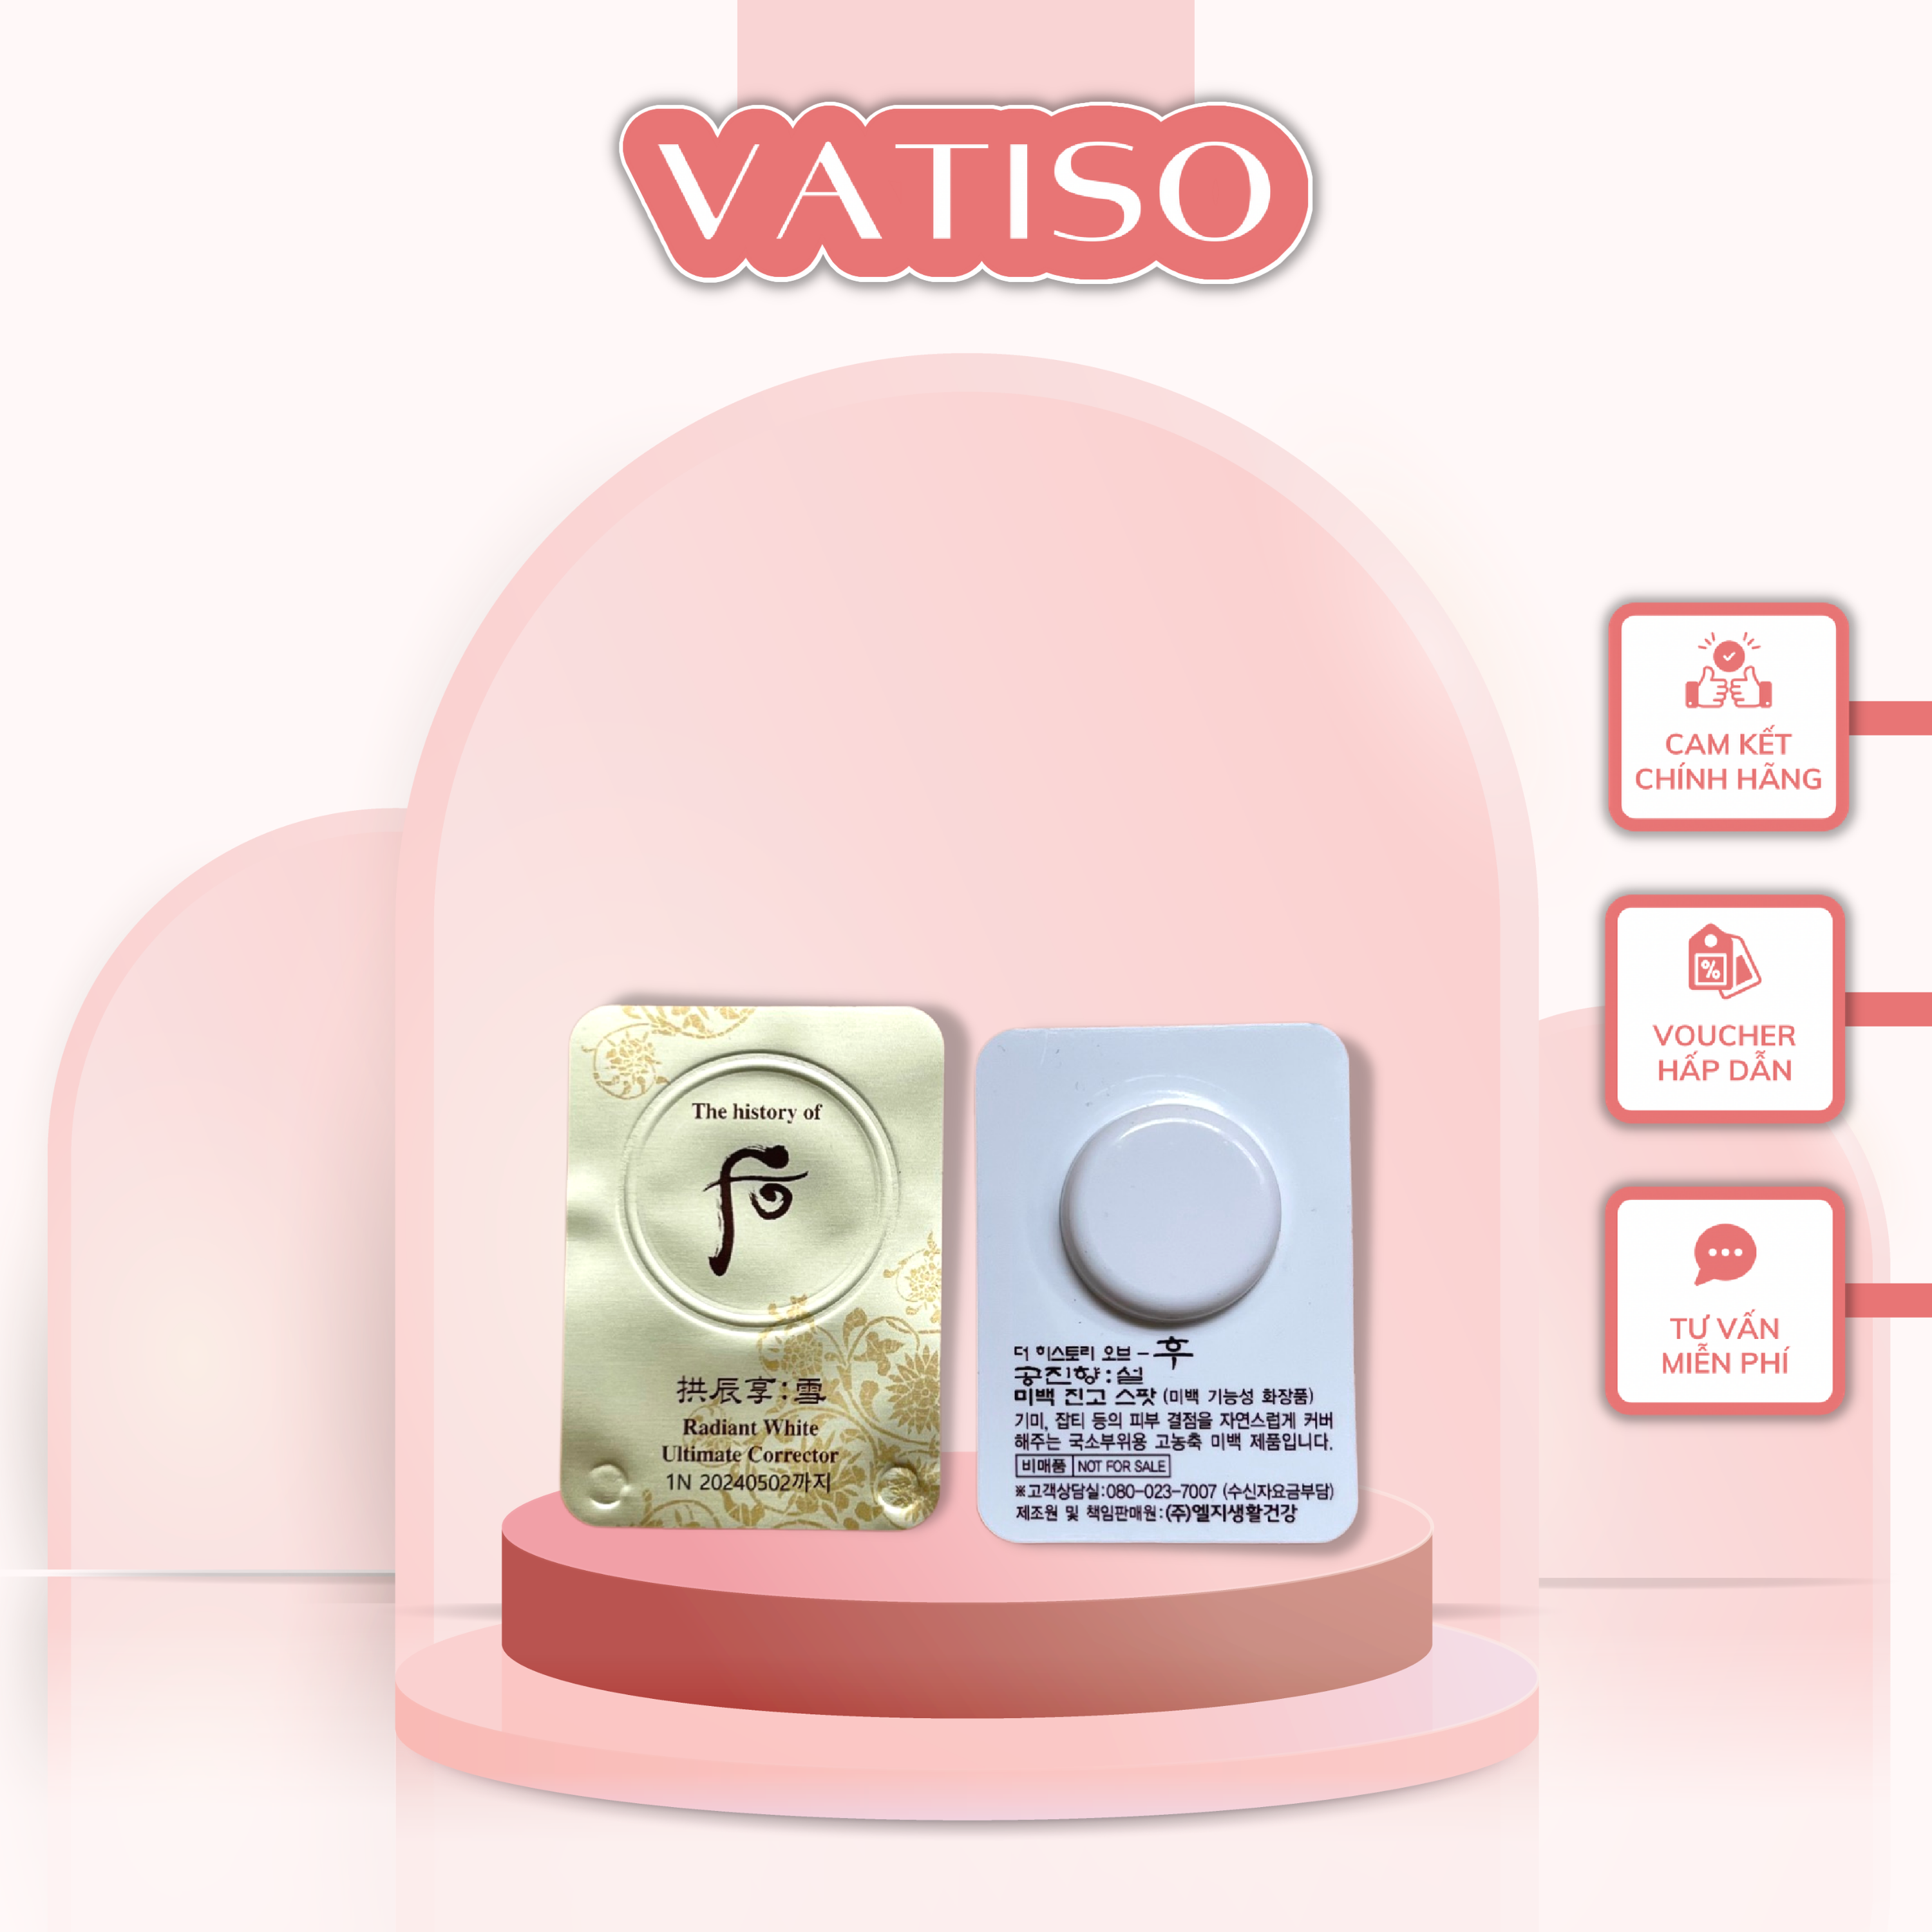 VATISO
CAM KẾT
CHÍNH HÃNG
VOUCHER
HẤP DẪN
TƯ VẤN
MIỄN PHÍ
The history of
后
拱辰享:雪
Radiant White
Ultimate Corrector
1N 20240502까지
더 히스토리 오브 - 후
공진향:설
미백 진고 스팟 (미백 기능성 화장품)
기미, 잡티 등의 피부 결점을 자연스럽게 커버
해주는 국소부위용 고농축 미백 제품입니다.
비매품 NOT FOR SALE
※고객상담실:080-023-7007 (수신자요금부담)
제조원 및 책임판매원:(주)엘지생활건강